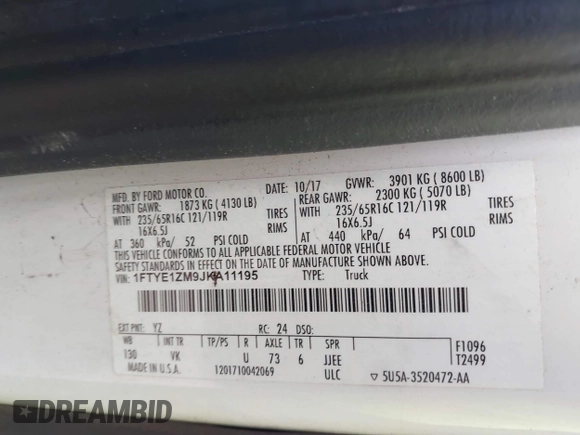 MFD. BY FORD MOTOR CO.
DATE: 10/17 GVWR: 3901 KG ( 8600 LB)
FRONT GAWR: 1873 KG ( 4130 LB) REAR GAWR: 2300 KG ( 5070 LB)
WITH 235/65R16C 121/119R TIRES WITH 235/65R16C 121/119R TIRES
16X6.5J RIMS 16X6.5J
AT 360 kPa/ 52 PSI COLD AT 440 kPa/ 64 PSI COLD
THIS VEHICLE CONFORMS TO ALL APPLICABLE FEDERAL MOTOR VEHICLE
SAFETY STANDARDS IN EFFECT ON THE DATE OF MANUFACTURE SHOWN ABOVE.
VIN: 1FTYE1ZM9JKA11195 TYPE: Truck
EXT PNT: YZ RC: 24 DSO:
WB INT TR TP/PS R AXLE TR SPR
130 VK U 73 6 JJEE
F1096
T2499
MADE IN U.S.A. 1201710042069 ULC ▽ 5U5A-3520472-AA
DREAMBID